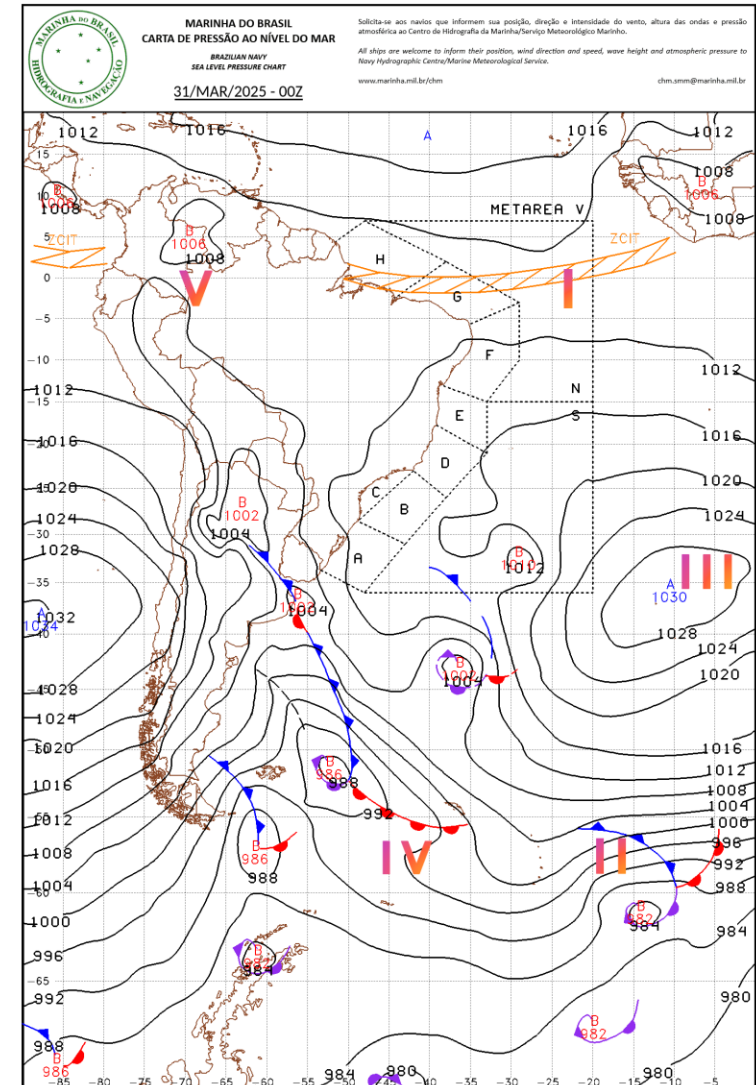 MARINHA DO BRASIL
HIDROGRAFIA e NAVEGAÇÃO
MARINHA DO BRASIL
CARTA DE PRESSÃO AO NÍVEL DO MAR
BRAZILIAN NAVY
SEA LEVEL PRESSURE CHART
31/MAR/2025 - 00Z
Solicita-se aos navios que informem sua posição, direção e intensidade do vento, altura das ondas e pressão
atmosférica ao Centro de Hidrografia da Marinha/Serviço Meteorológico Marinho.
All ships are welcome to inform their position, wind direction and speed, wave height and atmospheric pressure to
Navy Hydrographic Centre/Marine Meteorological Service.
www.marinha.mil.br/chm
chm.smm@marinha.mil.br
1012
1016
A
1016
1012
15
1008
B
1006
10
B
1008
METAREA V
1008
5
ZCIT
B
1006
1008
H
ZCIT
0
V
I
G
-5
F
-10
1012
1012
N
-15
E
S
1016
1016
D
1020
1020
B
1002
C
B
1024
1024
-30
1004
A
B
1010
1012
1028
III
-35
A
1030
B
1004
A
1034
1032
1028
-40
1024
B
1004
1020
1028
1024
1020
1016
B
986
988
1012
1016
1008
1004
1012
992
1000
996
B
986
IV
II
992
1008
988
988
1004
-60
B
982
984
1000
984
B
984
996
-65
992
980
B
982
988
B
986
984
980
980
-85
-80
-75
-70
-65
-60
-55
-50
-40
-35
-30
-25
-20
-15
-10
-5